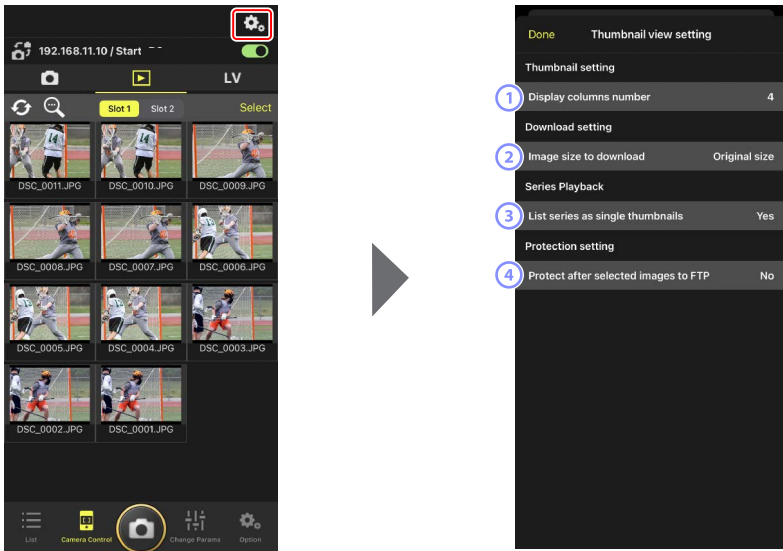 192.168.11.10 / Start
LV
Slot 1 Slot 2 Select
DSC_0011.JPG DSC_0010.JPG DSC_0009.JPG
DSC_0008.JPG DSC_0007.JPG DSC_0006.JPG
DSC_0005.JPG DSC_0004.JPG DSC_0003.JPG
DSC_0002.JPG DSC_0001.JPG
List Camera Control Change Params Option
Done Thumbnail view setting
Thumbnail setting
1 Display columns number 4
Download setting
2 Image size to download Original size
Series Playback
3 List series as single thumbnails Yes
Protection setting
4 Protect after selected images to FTP No